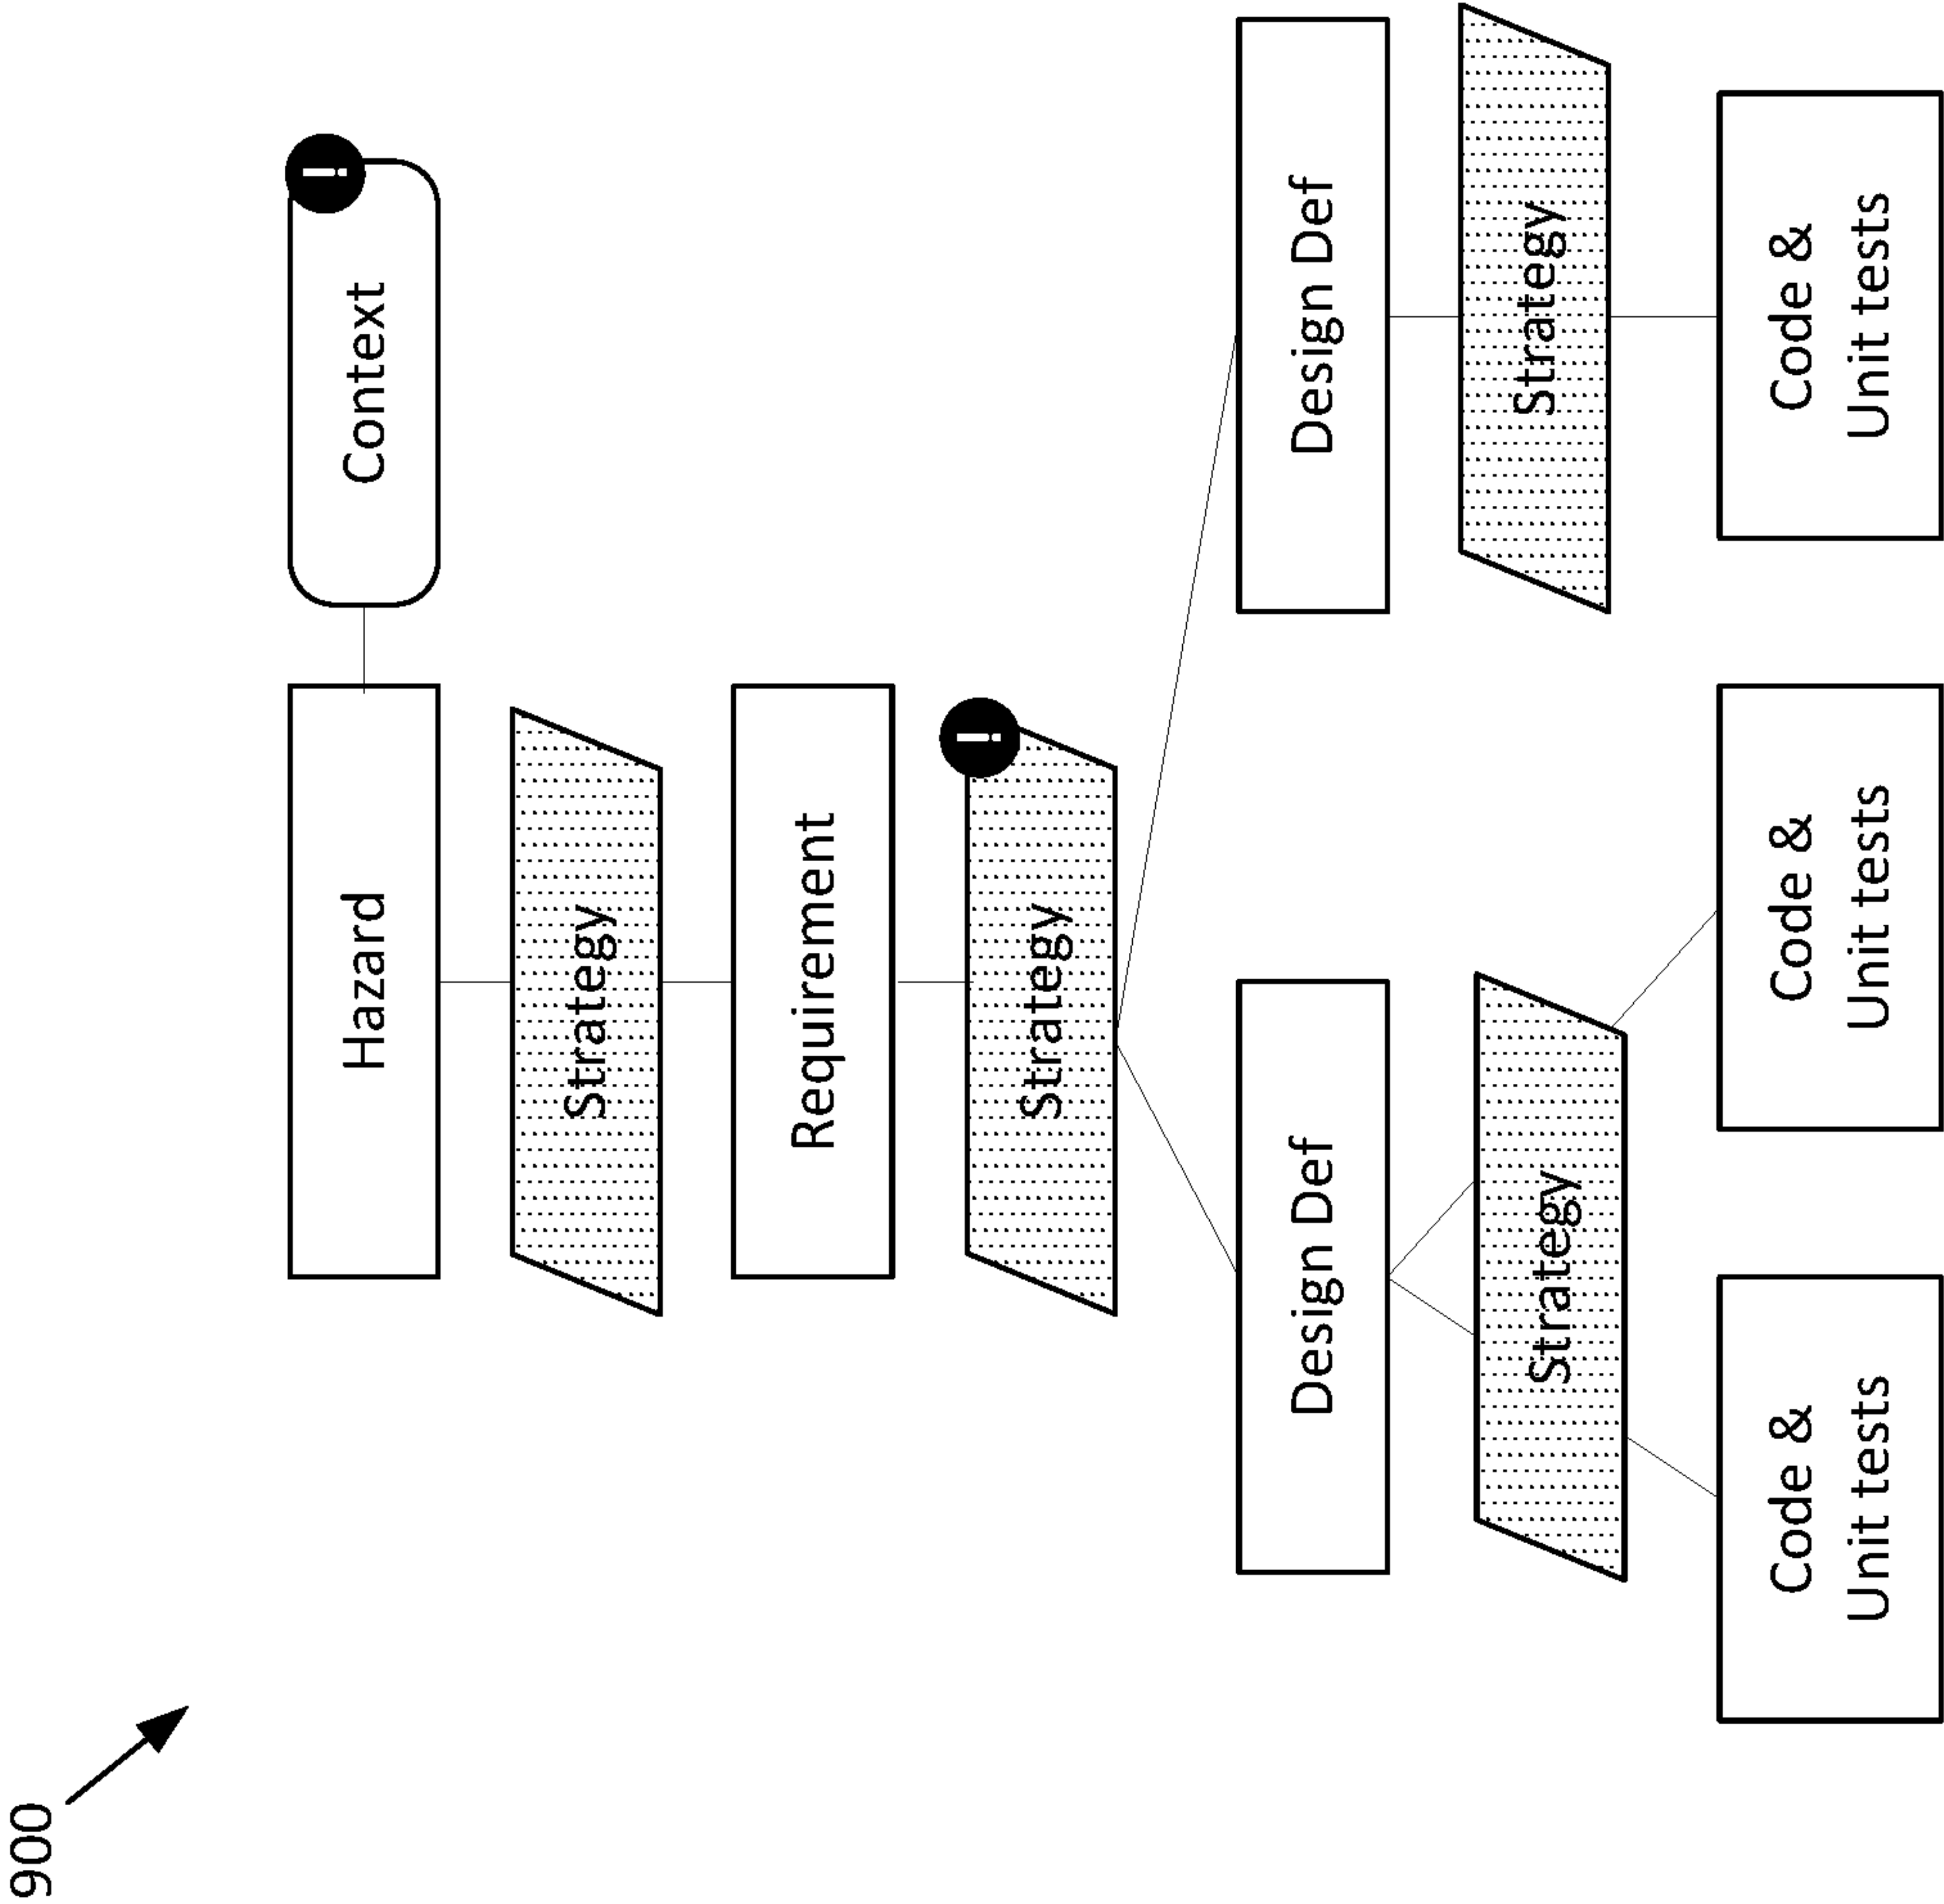 900
Hazard
Context
!
Strategy
Requirement
Strategy
!
Design Def
Design Def
Strategy
Strategy
Code &
Unit tests
Code &
Unit tests
Code &
Unit tests